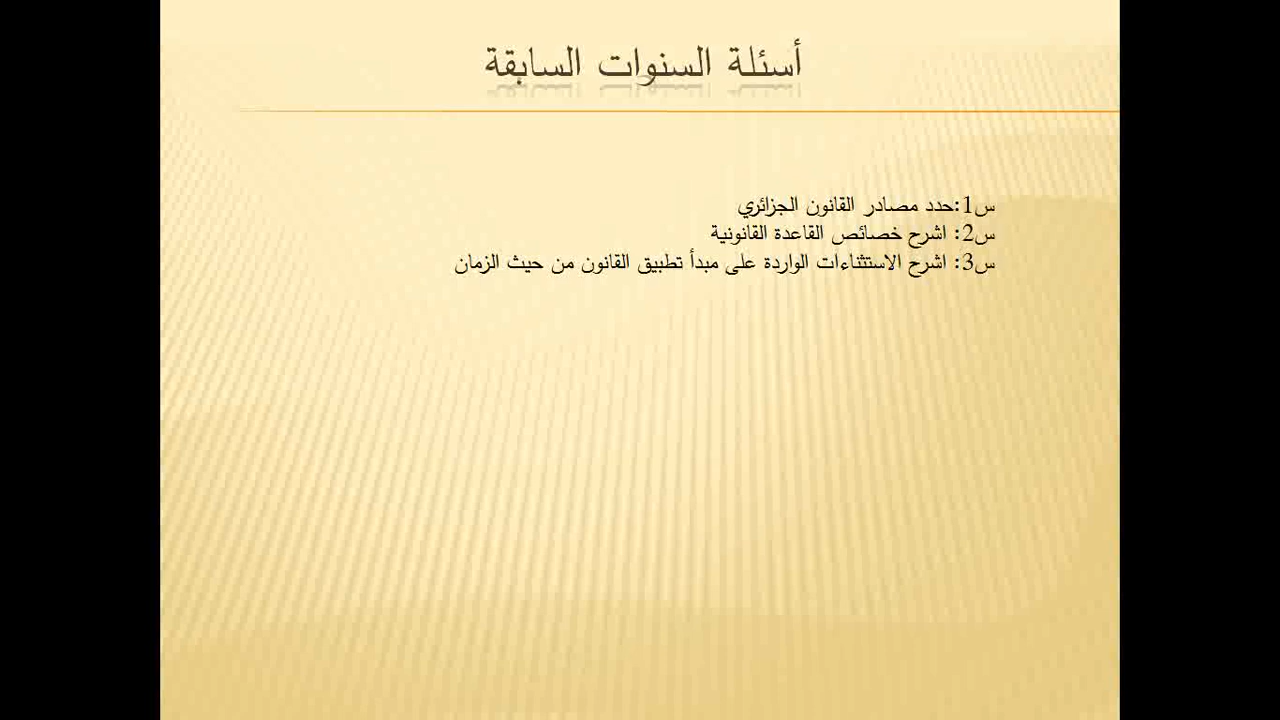 أسئلة السنوات السابقة
س1:حدد مصادر القانون الجزائري
س2: اشرح خصائص القاعدة القانونية
س3: اشرح الاستثناءات الواردة على مبدأ تطبيق القانون من حيث الزمان